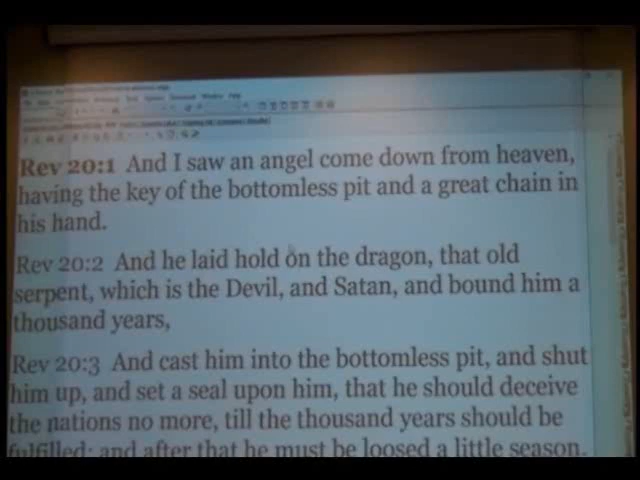 Rev 20:1 And I saw an angel come down from heaven,
having the key of the bottomless pit and a great chain in
his hand.
Rev 20:2 And he laid hold on the dragon, that old
serpent, which is the Devil, and Satan, and bound him a
thousand years,
Rev 20:3 And cast him into the bottomless pit, and shut
him up, and set a seal upon him, that he should deceive
the nations no more, till the thousand years should be
fulfilled: and after that he must be loosed a little season.